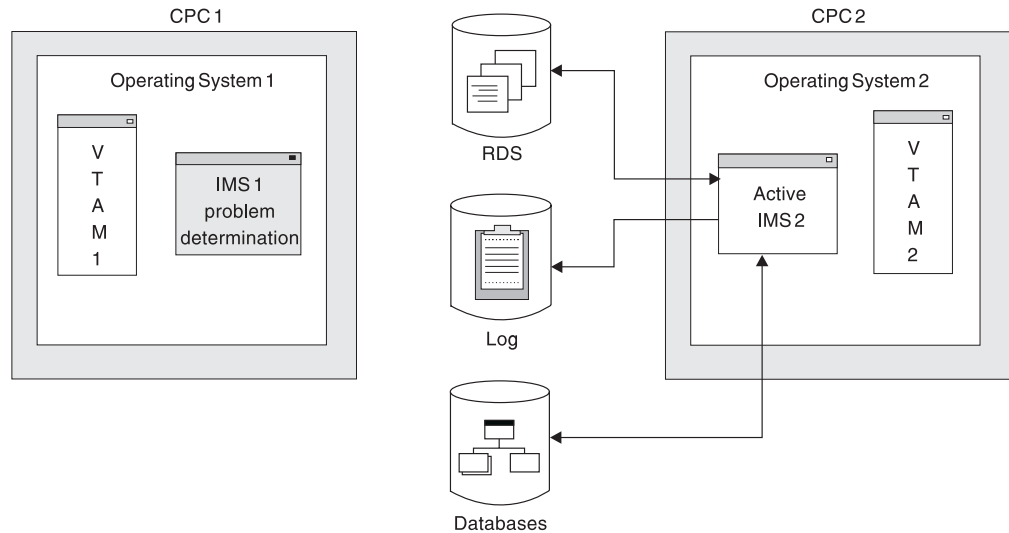 CPC 1
Operating System 1
V
T
A
M
1
IMS 1
problem
determination
RDS
Log
Databases
CPC 2
Operating System 2
Active
IMS 2
V
T
A
M
2